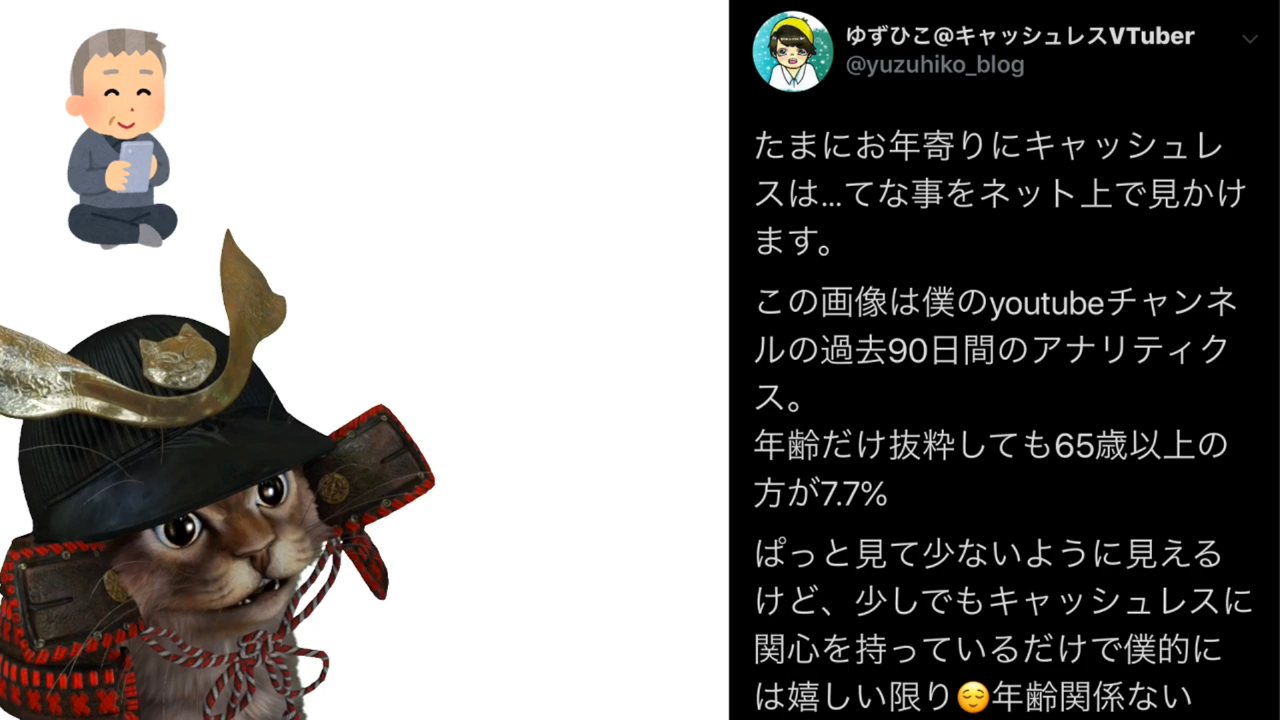 ゆずひこ@キャッシュレスVTuber
@yuzuhiko_blog
たまにお年寄りにキャッシュレ
スは...てな事をネット上で見かけ
ます。
この画像は僕のyoutubeチャンネ
ルの過去90日間のアナリティク
ス。
年齢だけ抜粋しても65歳以上の
方が7.7%
ぱっと見て少ないように見える
けど、少しでもキャッシュレスに
関心を持っているだけで僕的に
は嬉しい限り😌年齢関係ない